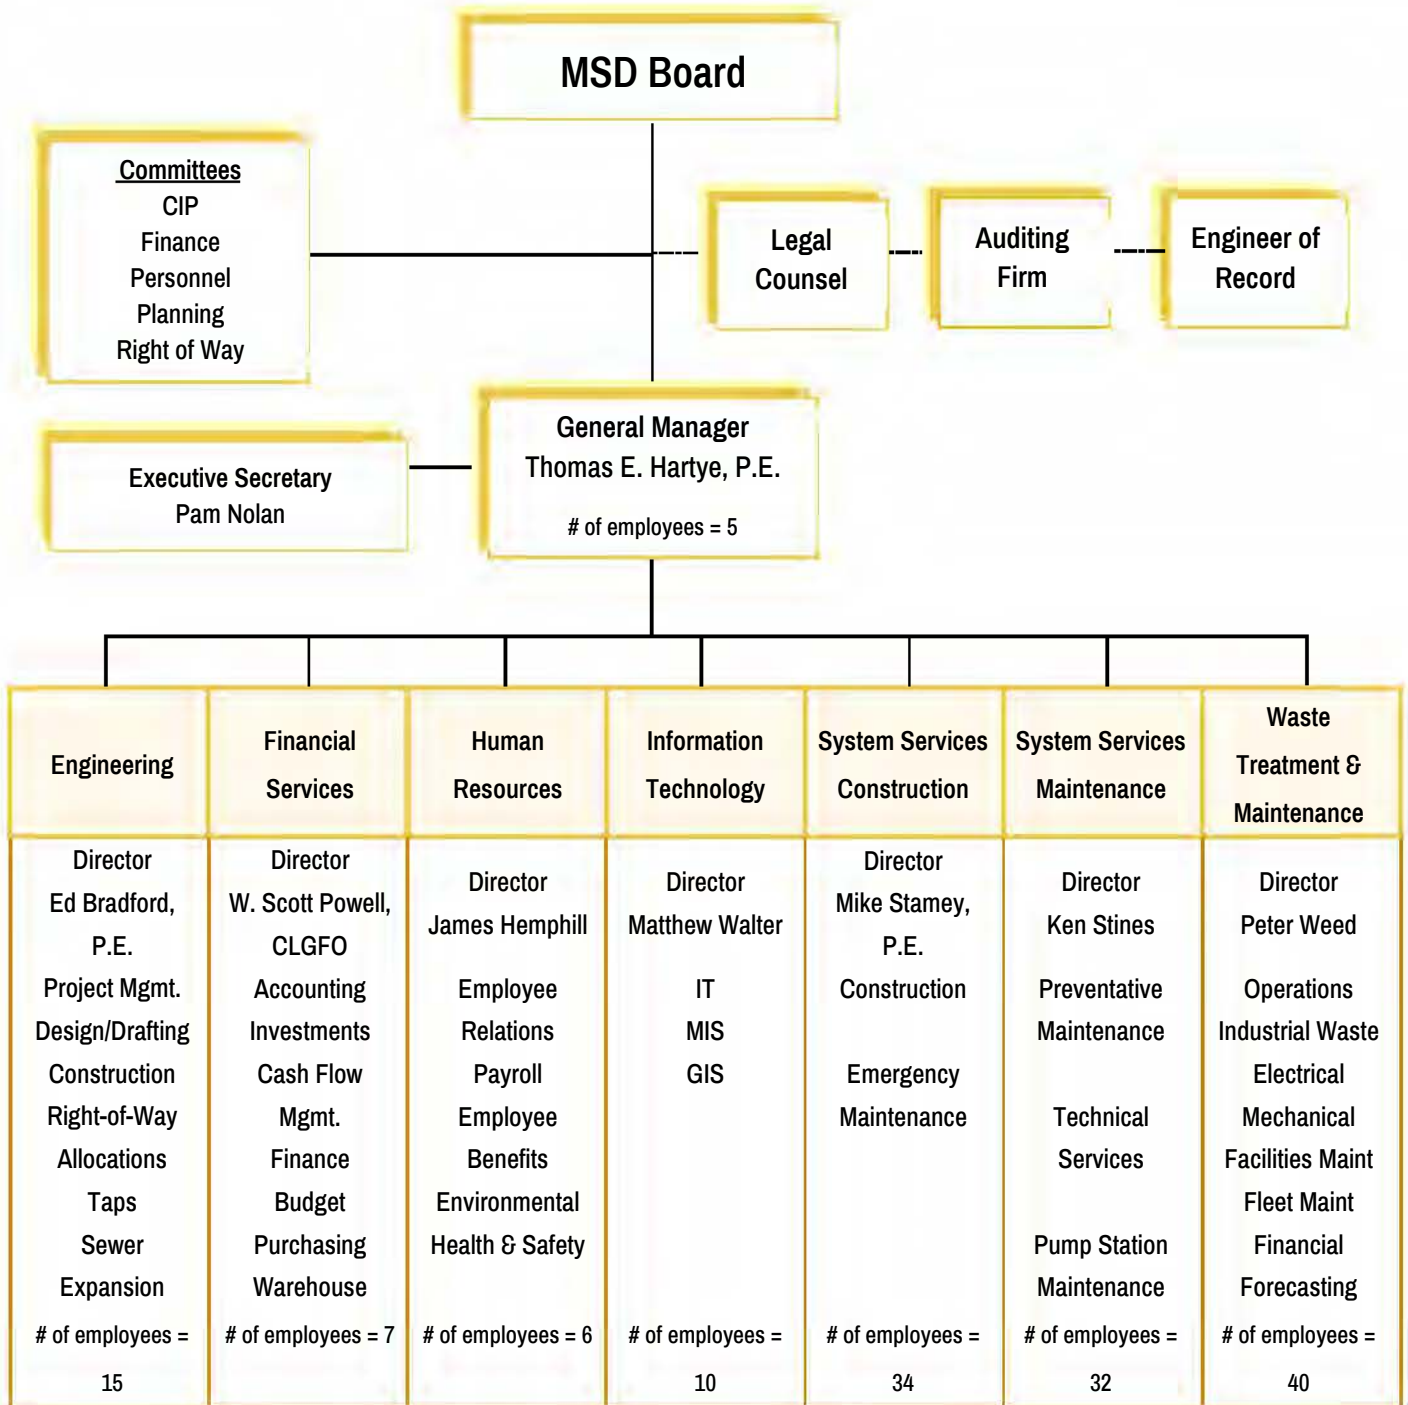 MSD Board
Committees
CIP
Finance
Personnel
Planning
Right of Way
Legal
Counsel
Auditing
Firm
Engineer of
Record
General Manager
Thomas E. Hartye, P.E.
# of employees = 5
Executive Secretary
Pam Nolan
Engineering
Director
Ed Bradford,
P.E.
Project Mgmt.
Design/Drafting
Construction
Right-of-Way
Allocations
Taps
Sewer
Expansion
# of employees =
15
Financial
Services
Director
W. Scott Powell,
CLGFO
Accounting
Investments
Cash Flow
Mgmt.
Finance
Budget
Purchasing
Warehouse
# of employees = 7
Human
Resources
Director
James Hemphill
Employee
Relations
Payroll
Employee
Benefits
Environmental
Health & Safety
# of employees = 6
Information
Technology
Director
Matthew Walter
IT
MIS
GIS
# of employees =
10
System Services
Construction
Director
Mike Stamey,
P.E.
Construction
Emergency
Maintenance
# of employees =
34
System Services
Maintenance
Director
Ken Stines
Preventative
Maintenance
Technical
Services
Pump Station
Maintenance
# of employees =
32
Waste
Treatment &
Maintenance
Director
Peter Weed
Operations
Industrial Waste
Electrical
Mechanical
Facilities Maint
Fleet Maint
Financial
Forecasting
# of employees =
40